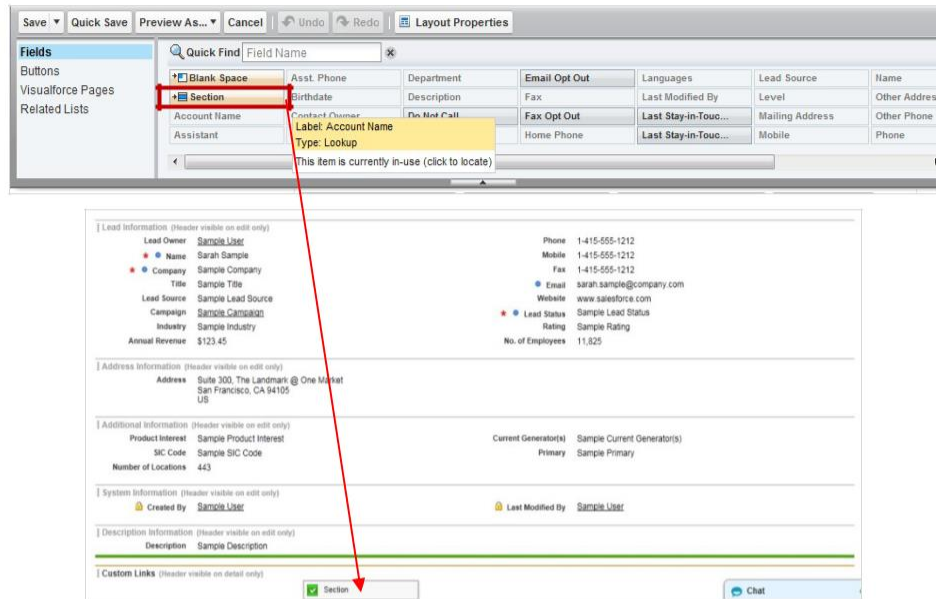 Save Quick Save Preview As... Cancel Undo Redo Layout Properties
Fields
Buttons
Visualforce Pages
Related Lists
Quick Find Field Name
Blank Space Asst. Phone Department Email Opt Out Languages Lead Source Name
Section Birthdate Description Fax Last Modified By Level Other Addres
Account Name Contact Owner Do Not Call Fax Opt Out Last Stay-in-Touc... Mailing Address Other Phone
Assistant Home Phone Last Stay-in-Touc... Mobile Phone
Label: Account Name
Type: Lookup
This item is currently in-use (click to locate)
Lead Information (Header visible on edit only)
Lead Owner Sample User Phone 1-415-555-1212
* Name Sarah Sample Mobile 1-415-555-1212
* Company Sample Company Fax 1-415-555-1212
Title Sample Title Email sarah.sample@company.com
Lead Source Sample Lead Source Website www.salesforce.com
Campaign Sample Campaign * Lead Status Sample Lead Status
Industry Sample Industry Rating Sample Rating
Annual Revenue $123.45 No. of Employees 11,825
Address Information (Header visible on edit only)
Address Suite 300, The Landmark @ One Market
San Francisco, CA 94105
US
Additional Information (Header visible on edit only)
Product Interest Sample Product Interest Current Generator(s) Sample Current Generator(s)
SIC Code Sample SIC Code Primary Sample Primary
Number of Locations 443
System Information (Header visible on edit only)
Created By Sample User Last Modified By Sample User
Description Information (Header visible on edit only)
Description Sample Description
Custom Links (Header visible on detail only)
Section Chat